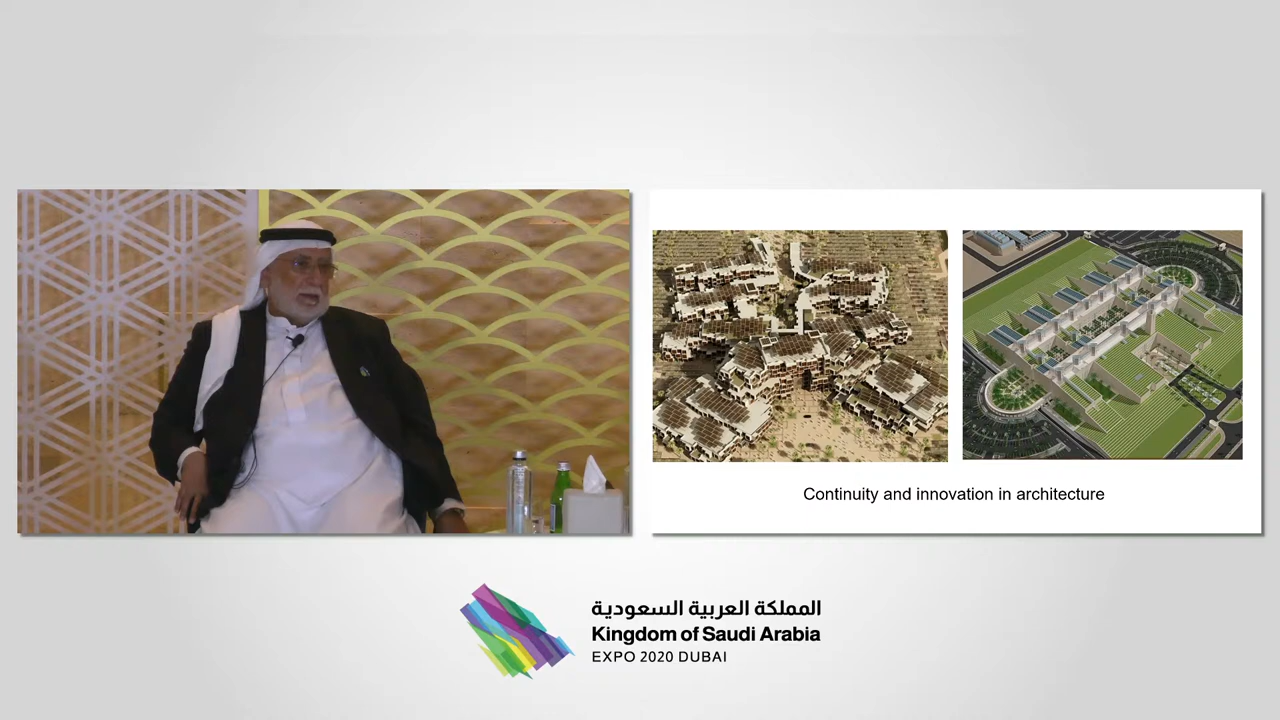 Continuity and innovation in architecture
المملكة العربية السعودية
Kingdom of Saudi Arabia
EXPO 2020 DUBAI